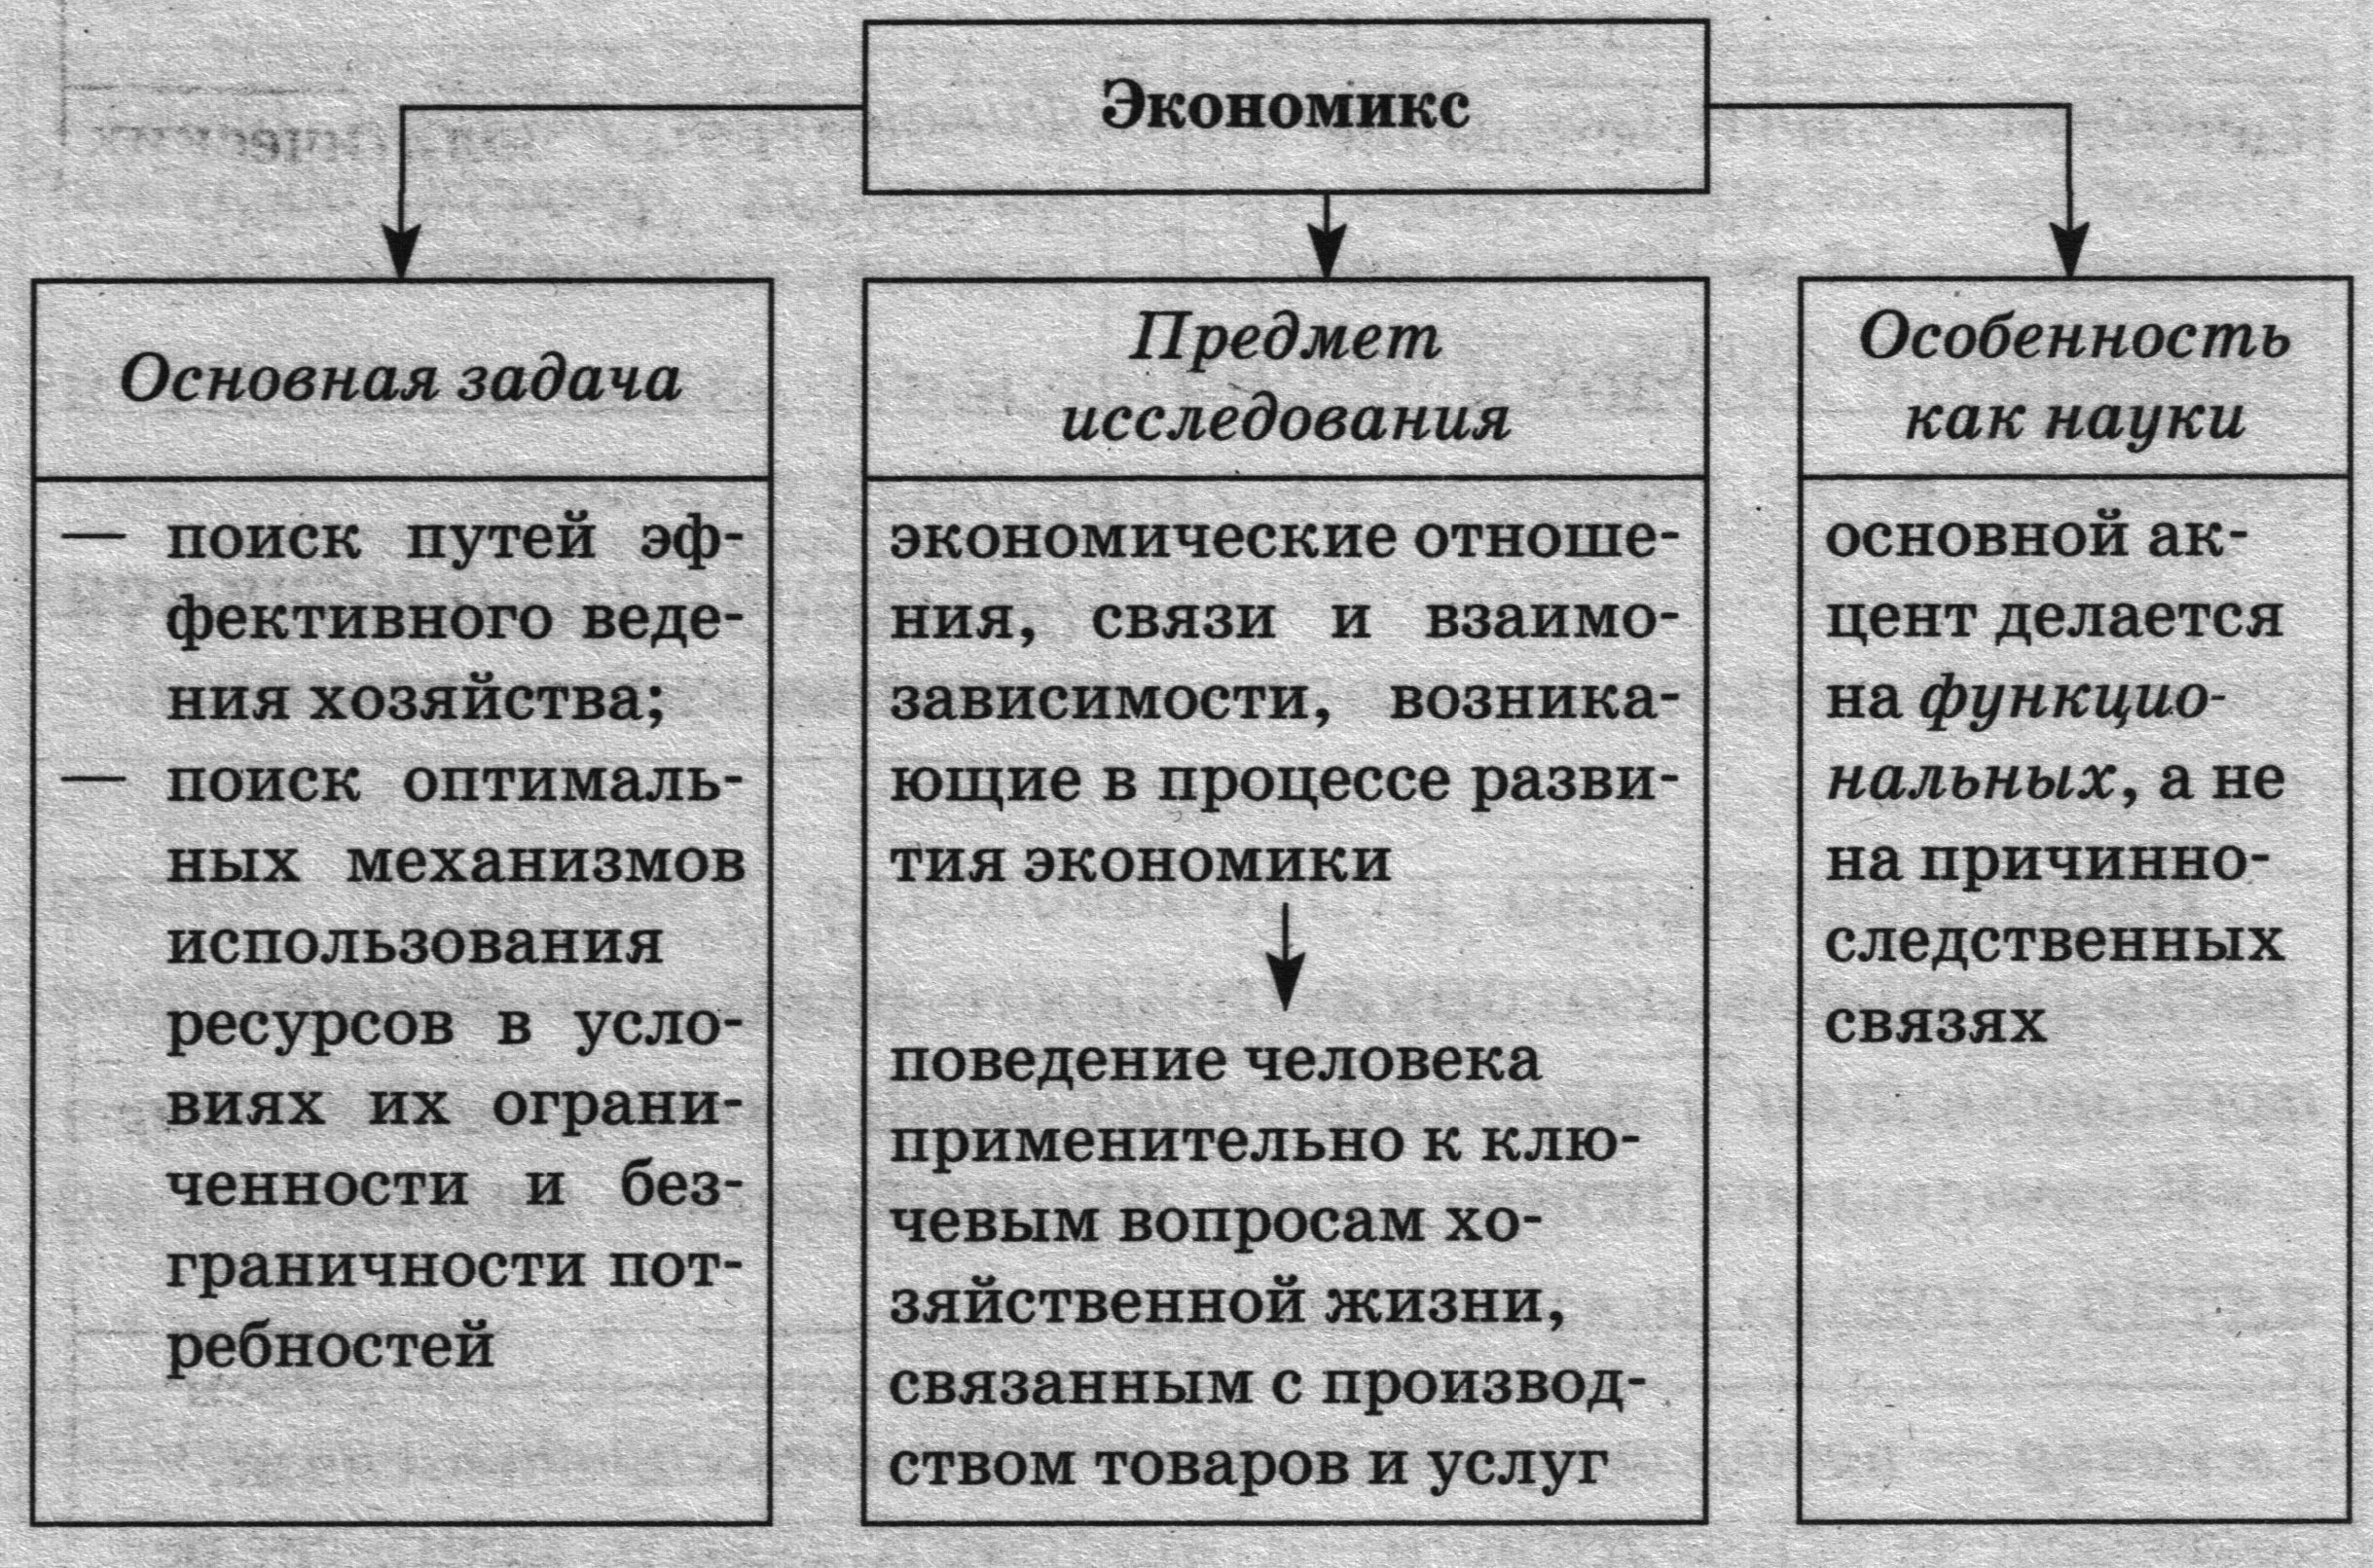 Экономикс
Основная задача
— поиск путей эф-
фективного веде-
ния хозяйства;
— поиск оптималь-
ных механизмов
использования
ресурсов в усло-
виях их ограни-
ченности и без-
граничности пот-
ребностей
Предмет
исследования
экономические отноше-
ния, связи и взаимо-
зависимости, возника-
ющие в процессе разви-
тия экономики
поведение человека
применительно к клю-
чевым вопросам хо-
зяйственной жизни,
связанным с производ-
ством товаров и услуг
Особенность
как науки
основной ак-
цент делается
на функцио-
нальных, а не
на причинно-
следственных
связях